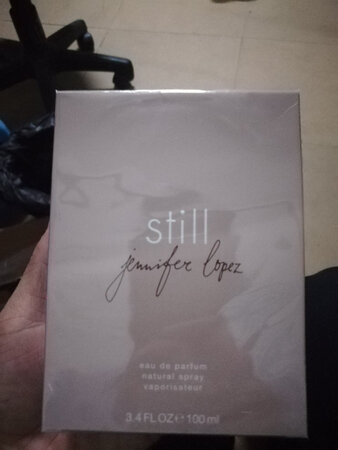 still
jennifer lopez
eau de parfum
natural spray
vaporisateur
3.4 FL OZ ℮ 100 ml